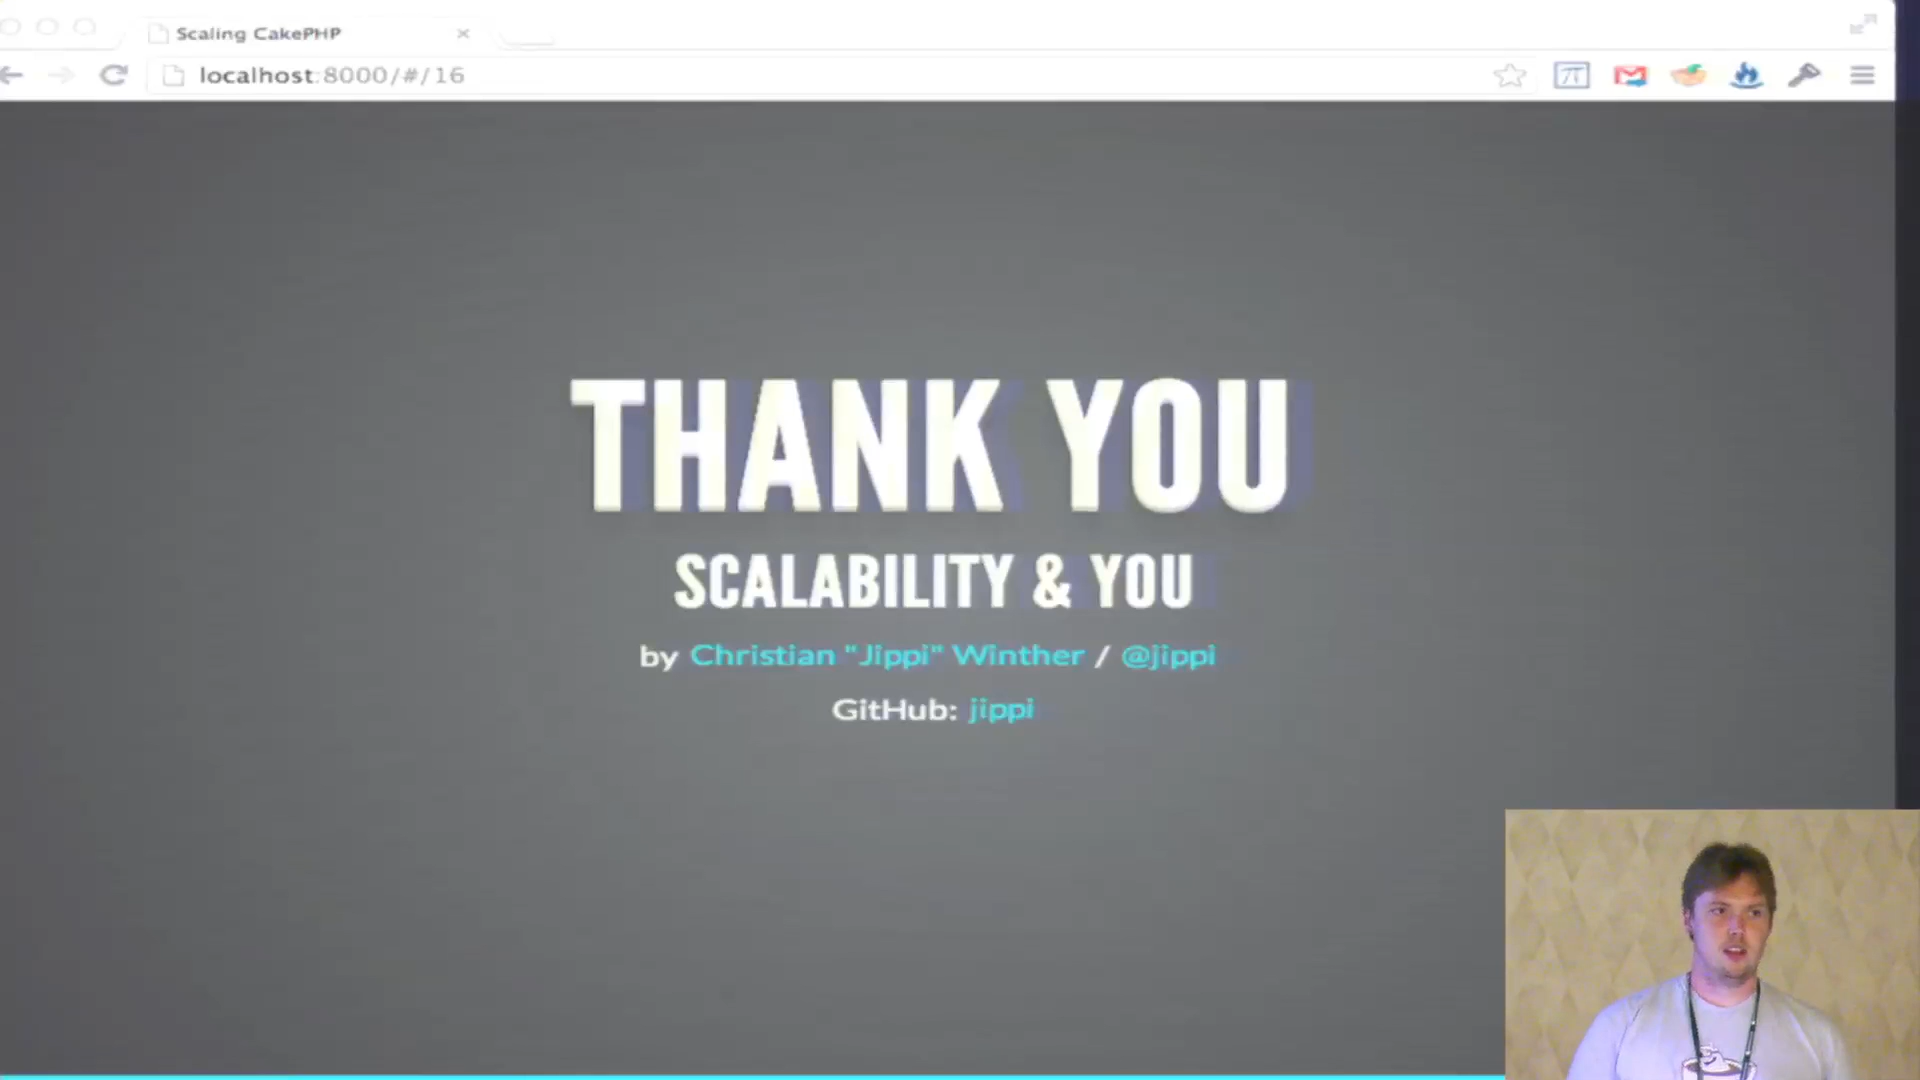 Scaling CakePHP
localhost:8000/#/16
THANK YOU
SCALABILITY & YOU
by Christian "Jippi" Winther / @jippi
GitHub: jippi